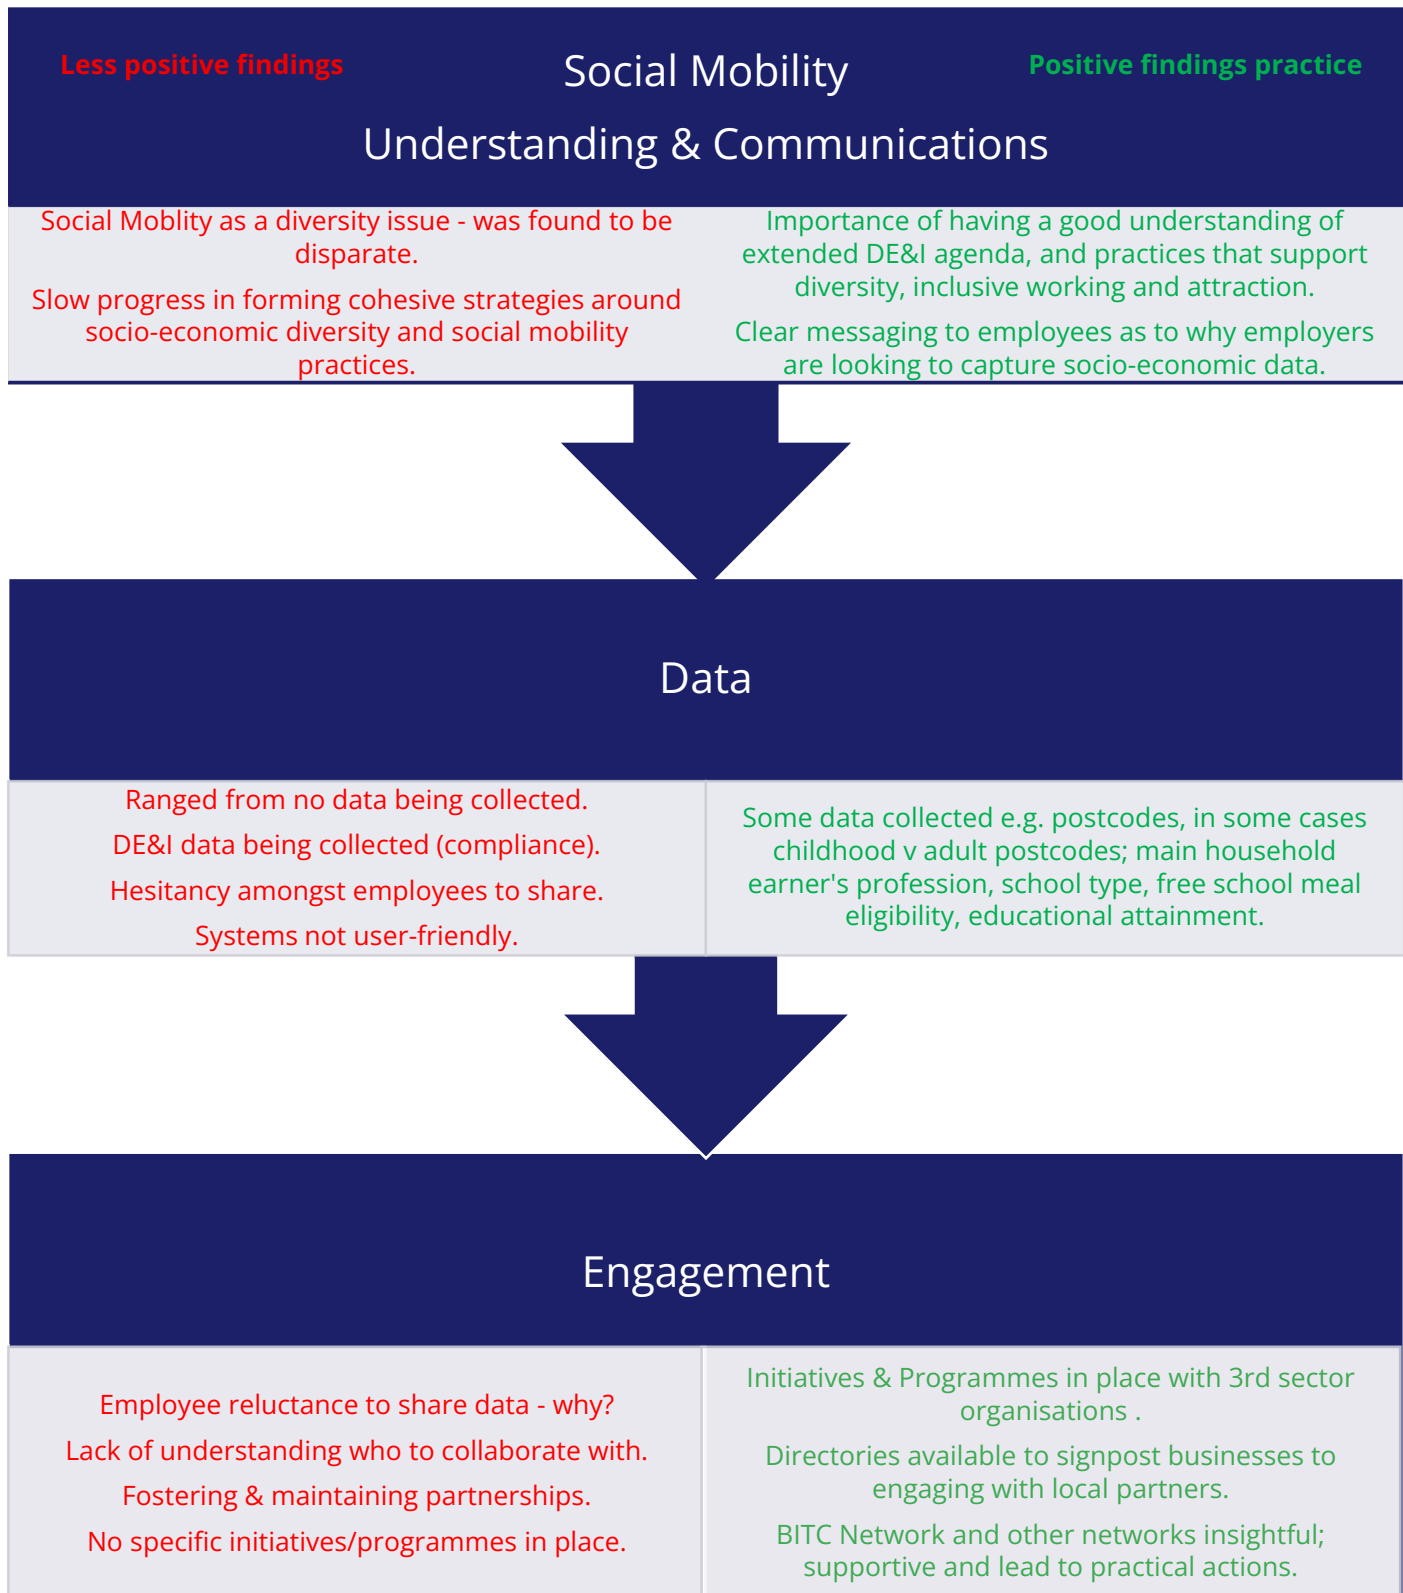 Less positive findings
Social Mobility
Positive findings practice
Understanding & Communications
Social Moblity as a diversity issue - was found to be
disparate.
Slow progress in forming cohesive strategies around
socio-economic diversity and social mobility
practices.
Importance of having a good understanding of
extended DE&I agenda, and practices that support
diversity, inclusive working and attraction.
Clear messaging to employees as to why employers
are looking to capture socio-economic data.
Data
Ranged from no data being collected.
DE&I data being collected (compliance).
Hesitancy amongst employees to share.
Systems not user-friendly.
Some data collected e.g. postcodes, in some cases
childhood v adult postcodes; main household
earner's profession, school type, free school meal
eligibility, educational attainment.
Engagement
Employee reluctance to share data - why?
Lack of understanding who to collaborate with.
Fostering & maintaining partnerships.
No specific initiatives/programmes in place.
Initiatives & Programmes in place with 3rd sector
organisations .
Directories available to signpost businesses to
engaging with local partners.
BITC Network and other networks insightful;
supportive and lead to practical actions.